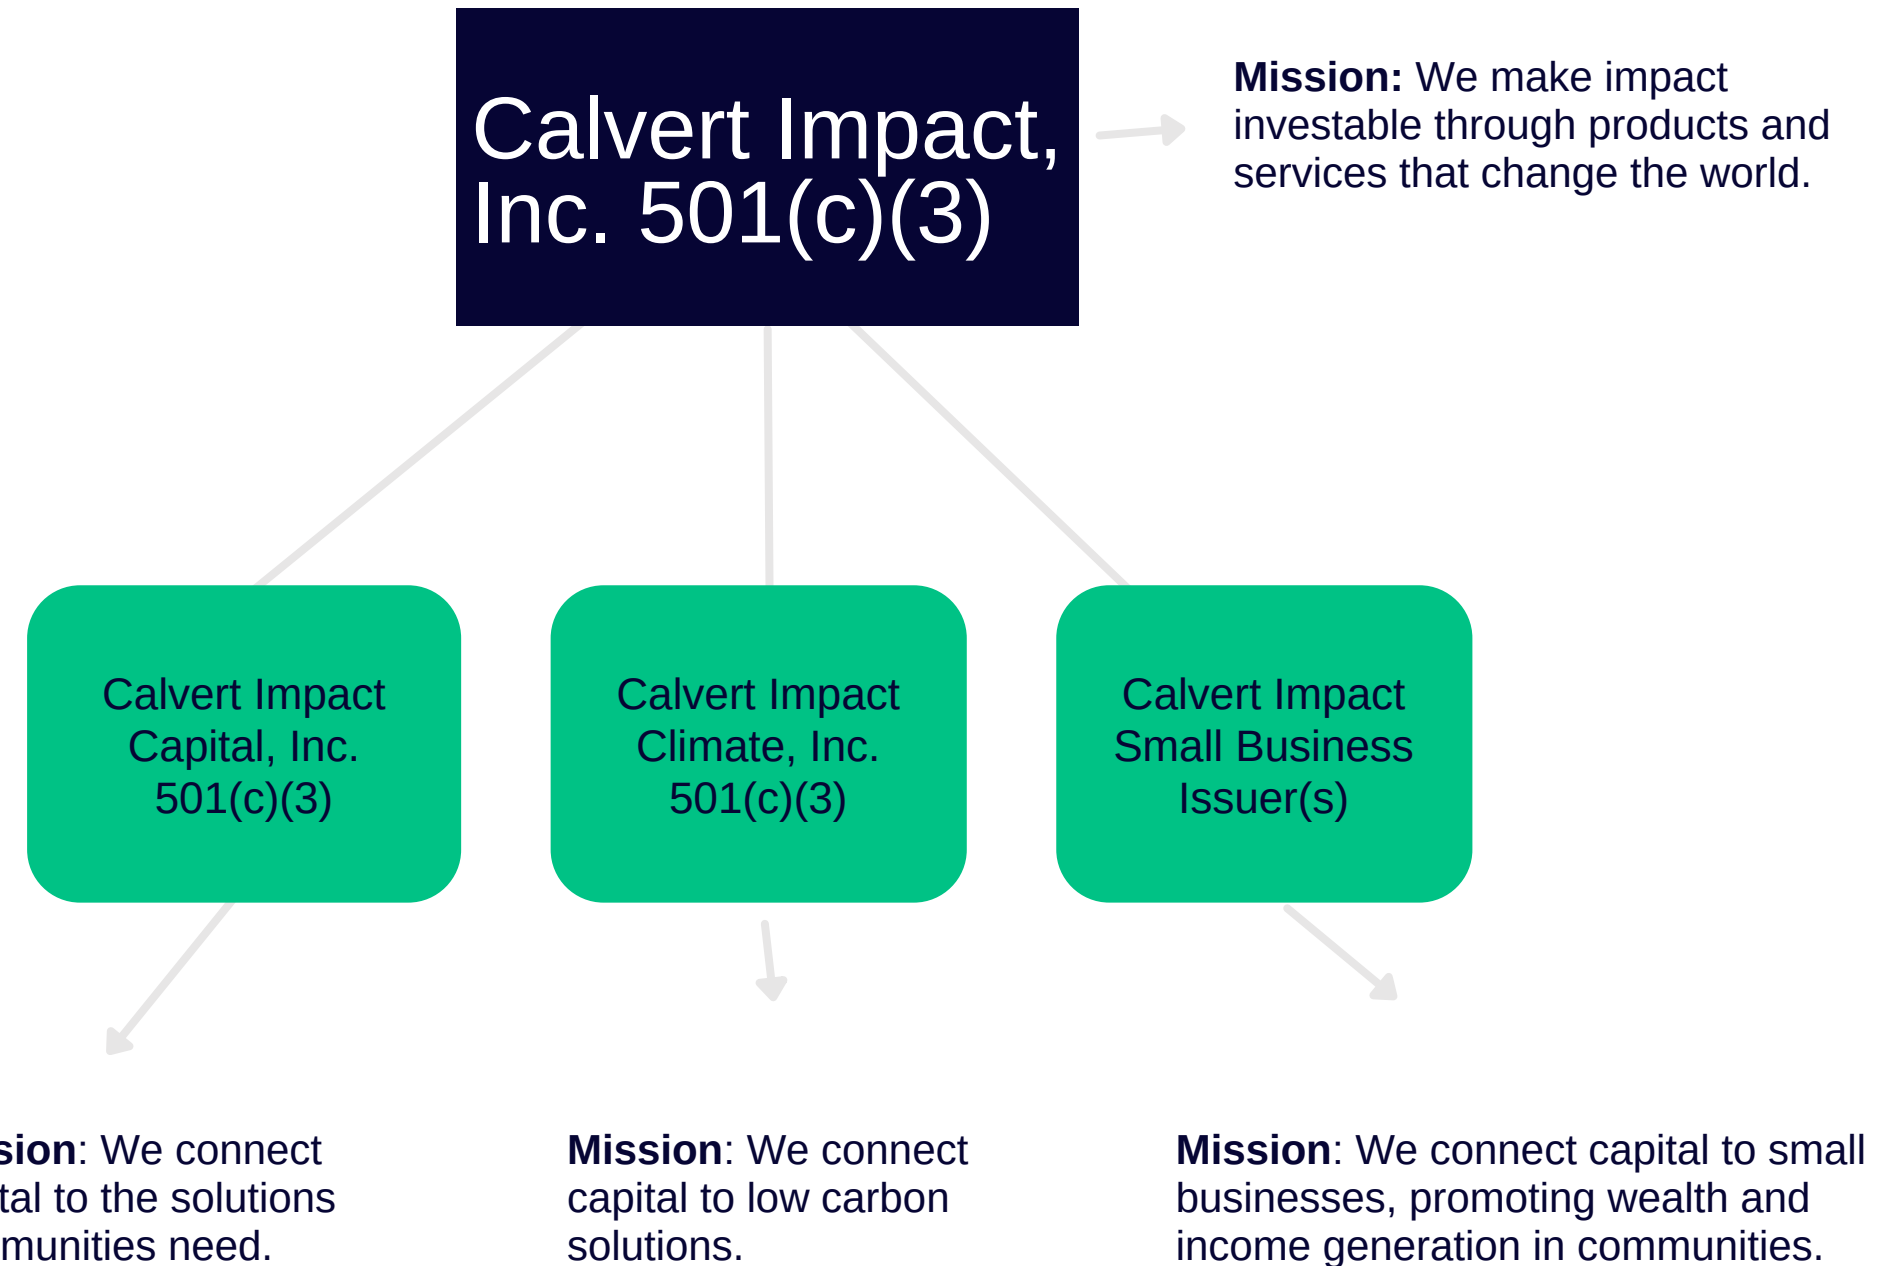 Calvert Impact,
Inc. 501(c)(3)
Mission: We make impact
investable through products and
services that change the world.
Calvert Impact
Capital, Inc.
501(c)(3)
Calvert Impact
Climate, Inc.
501(c)(3)
Calvert Impact
Small Business
Issuer(s)
sion: We connect
tal to the solutions
munities need.
Mission: We connect
capital to low carbon
solutions.
Mission: We connect capital to small
businesses, promoting wealth and
income generation in communities.